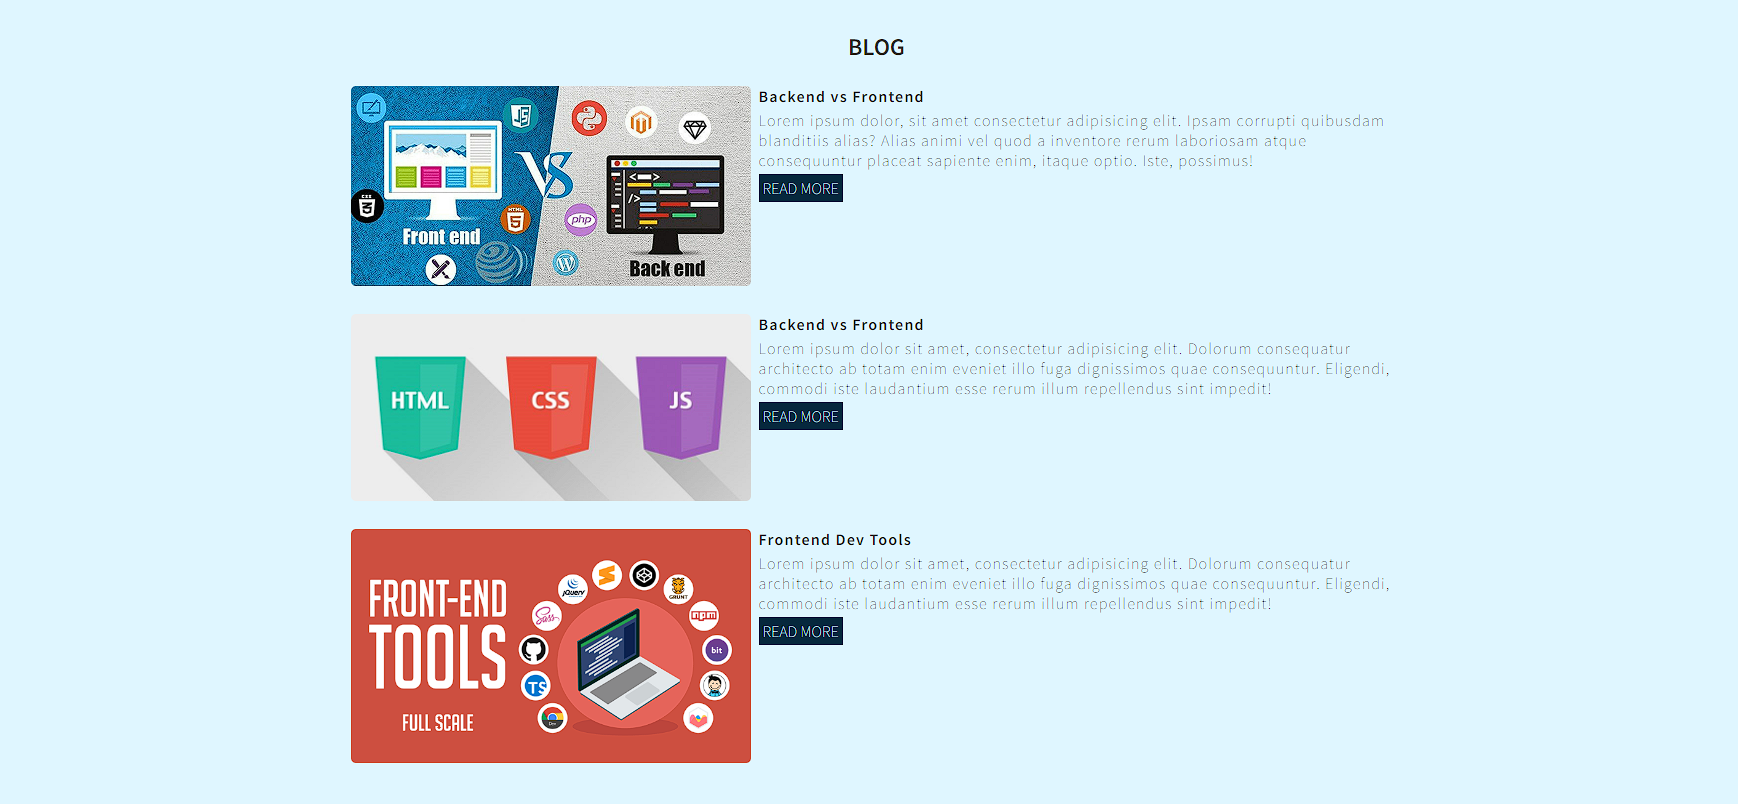 BLOG
JS
CSS
3
HTML
5
php
VS
W
Front end
Back end
Backend vs Frontend
Lorem ipsum dolor, sit amet consectetur adipisicing elit. Ipsam corrupti quibusdam
blanditiis alias? Alias animi vel quod a inventore rerum laboriosam atque
consequuntur placeat sapiente enim, itaque optio. Iste, possimus!
READ MORE
HTML
CSS
JS
Backend vs Frontend
Lorem ipsum dolor sit amet, consectetur adipisicing elit. Dolorum consequatur
architecto ab totam enim eveniet illo fuga dignissimos quae consequuntur. Eligendi,
commodi iste laudantium esse rerum illum repellendus sint impedit!
READ MORE
FRONT-END
TOOLS
FULL SCALE
jQuery
GRUNT
Sass
npm
bit
TS
Dev
Frontend Dev Tools
Lorem ipsum dolor sit amet, consectetur adipisicing elit. Dolorum consequatur
architecto ab totam enim eveniet illo fuga dignissimos quae consequuntur. Eligendi,
commodi iste laudantium esse rerum illum repellendus sint impedit!
READ MORE